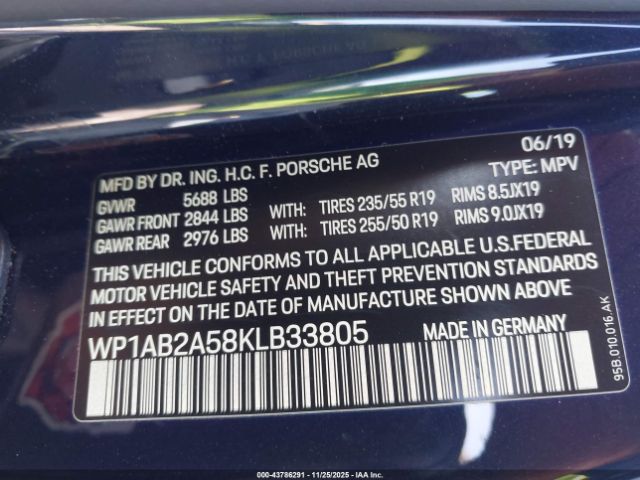 06/19
MFD BY DR. ING. H.C. F. PORSCHE AG TYPE: MPV
GVWR 5688 LBS
GAWR FRONT 2844 LBS WITH: TIRES 235/55 R19 RIMS 8.5JX19
GAWR REAR 2976 LBS WITH: TIRES 255/50 R19 RIMS 9.0JX19
THIS VEHICLE CONFORMS TO ALL APPLICABLE U.S.FEDERAL
MOTOR VEHICLE SAFETY AND THEFT PREVENTION STANDARDS
IN EFFECT ON THE DATE OF MANUFACTURE SHOWN ABOVE.
WP1AB2A58KLB33805
95B.010.016.AK
000-43786291 - 11/25/2025 - IAA Inc.